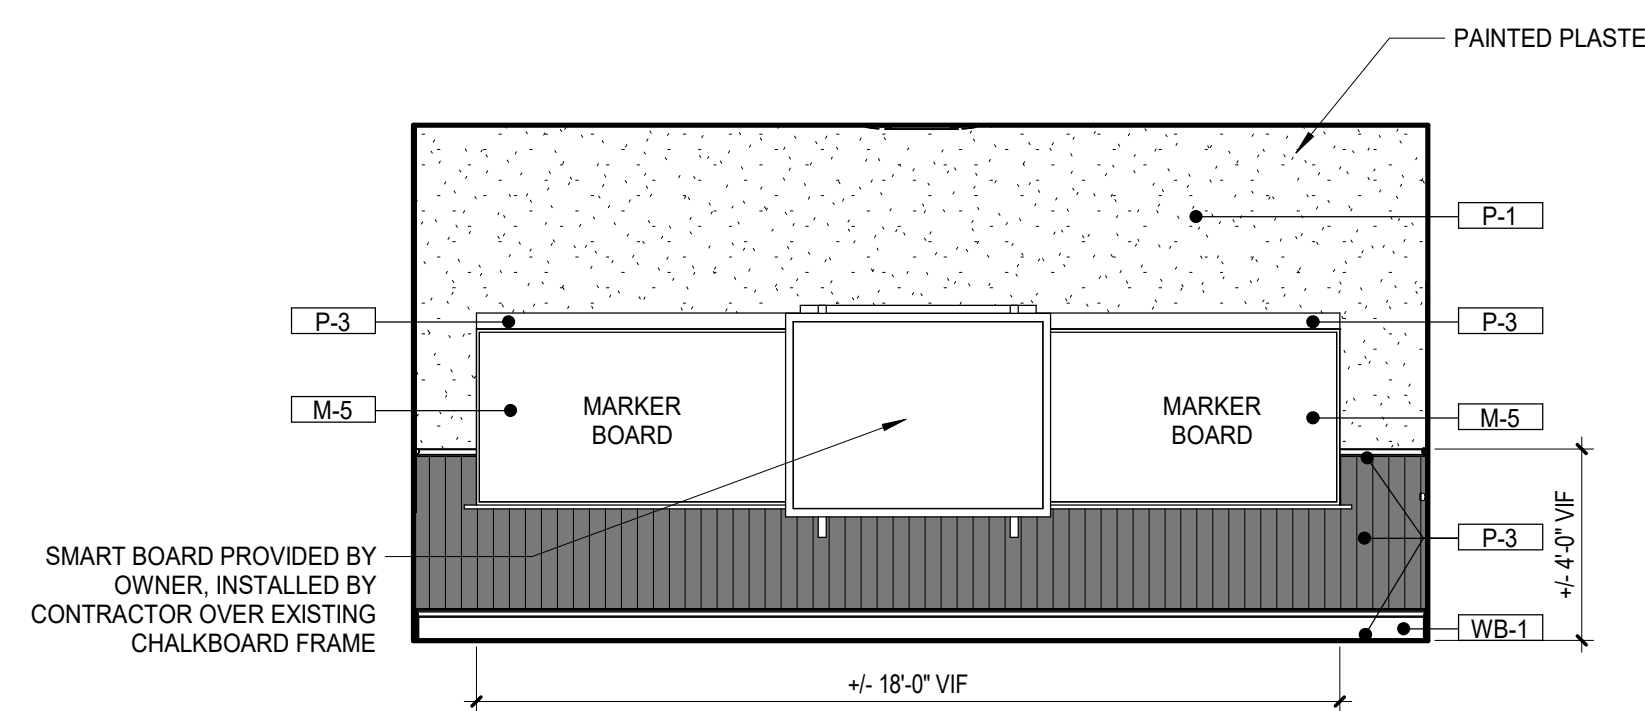 PAINTED PLASTE
P-1
P-3
P-3
M-5
MARKER
BOARD
MARKER
BOARD
M-5
SMART BOARD PROVIDED BY
OWNER, INSTALLED BY
CONTRACTOR OVER EXISTING
CHALKBOARD FRAME
P-3
+/- 4'-0" VIF
WB-1
+/- 18'-0" VIF